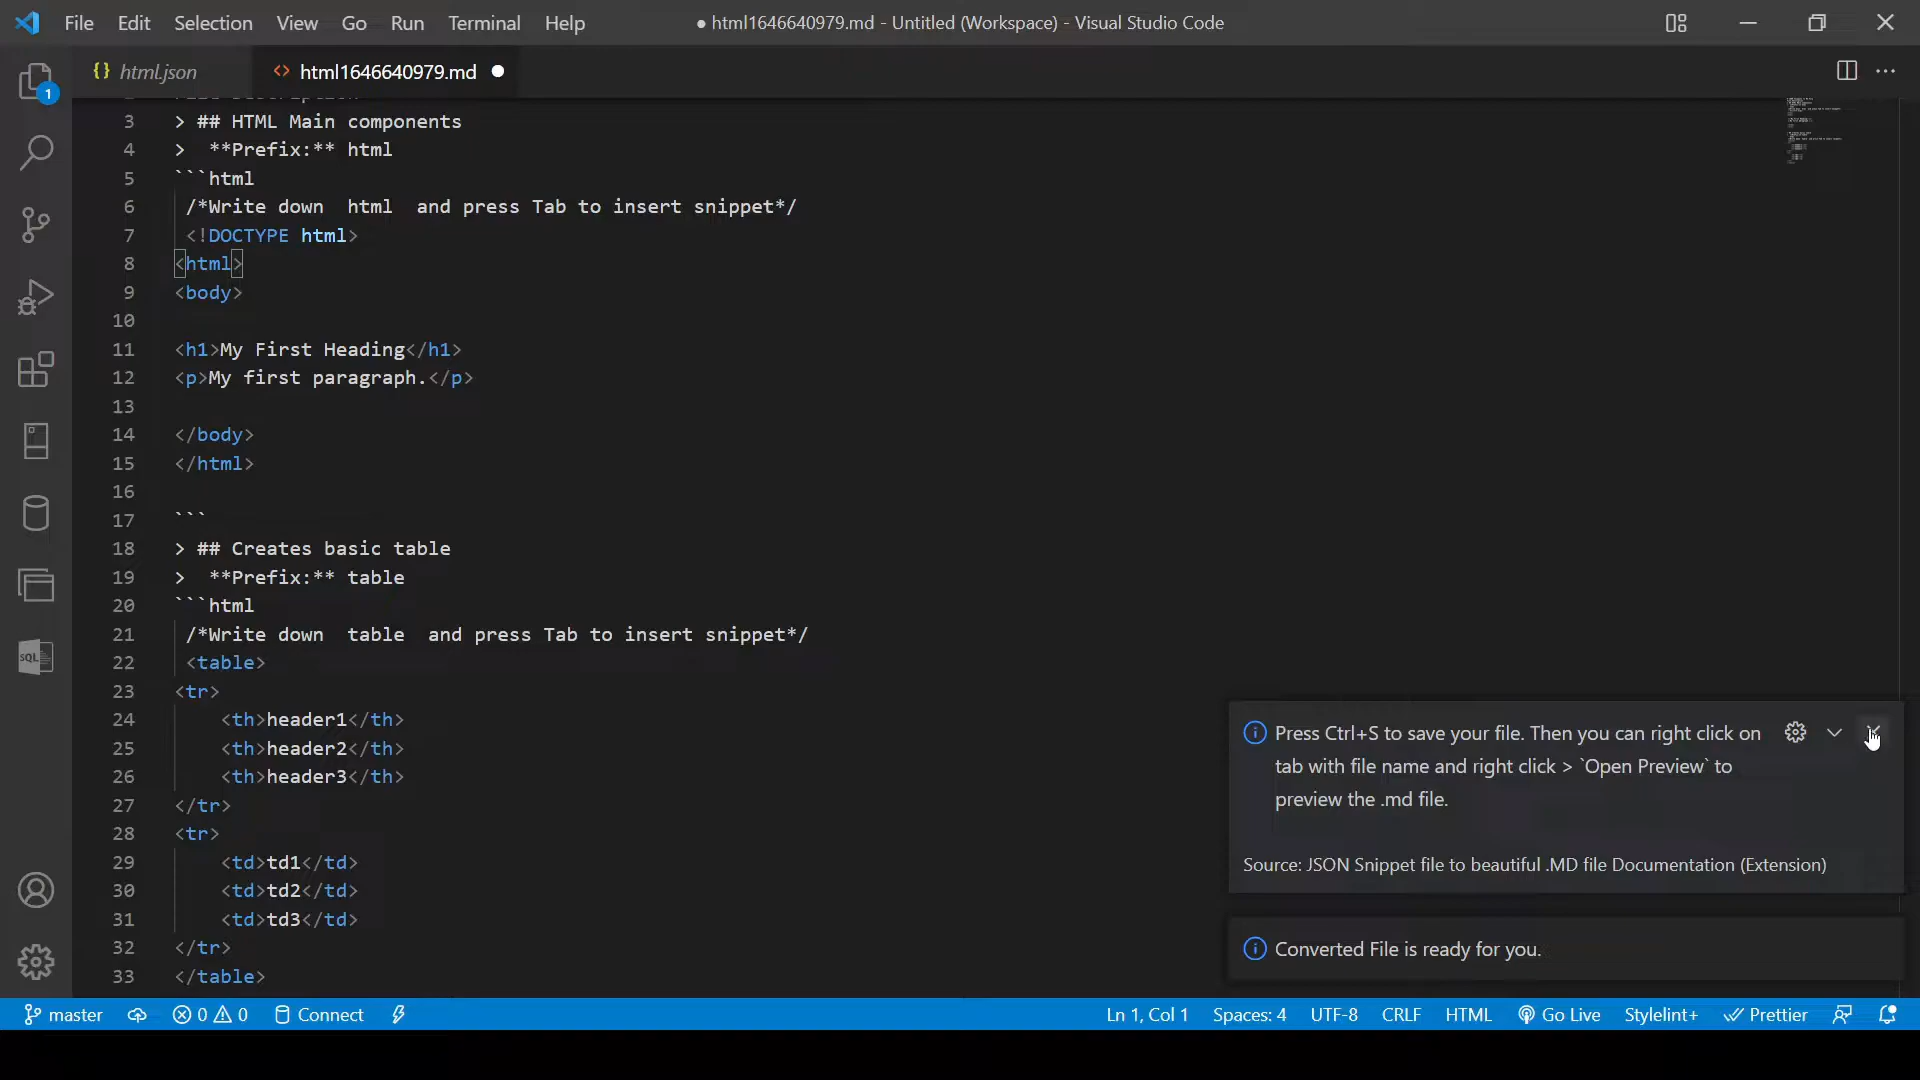 File Edit Selection View Go Run Terminal Help ● html1646640979.md - Untitled (Workspace) - Visual Studio Code
{} html.json <> html1646640979.md ●
1
3 > ## HTML Main components
4 >  **Prefix:** html
5 ```html
6 /*Write down  html  and press Tab to insert snippet*/
7 <!DOCTYPE html>
8 <html>
9 <body>
10
11 <h1>My First Heading</h1>
12 <p>My first paragraph.</p>
13
14 </body>
15 </html>
16
17 ```
18 > ## Creates basic table
19 >  **Prefix:** table
20 ```html
21 /*Write down  table  and press Tab to insert snippet*/
22 <table>
23 <tr>
24     <th>header1</th>
25     <th>header2</th>
26     <th>header3</th>
27 </tr>
28 <tr>
29     <td>td1</td>
30     <td>td2</td>
31     <td>td3</td>
32 </tr>
33 </table>
SQL
Press Ctrl+S to save your file. Then you can right click on
tab with file name and right click > `Open Preview` to
preview the .md file.
Source: JSON Snippet file to beautiful .MD file Documentation (Extension)
Converted File is ready for you.
master 0 0 Connect Ln 1, Col 1 Spaces: 4 UTF-8 CRLF HTML Go Live Stylelint+ Prettier